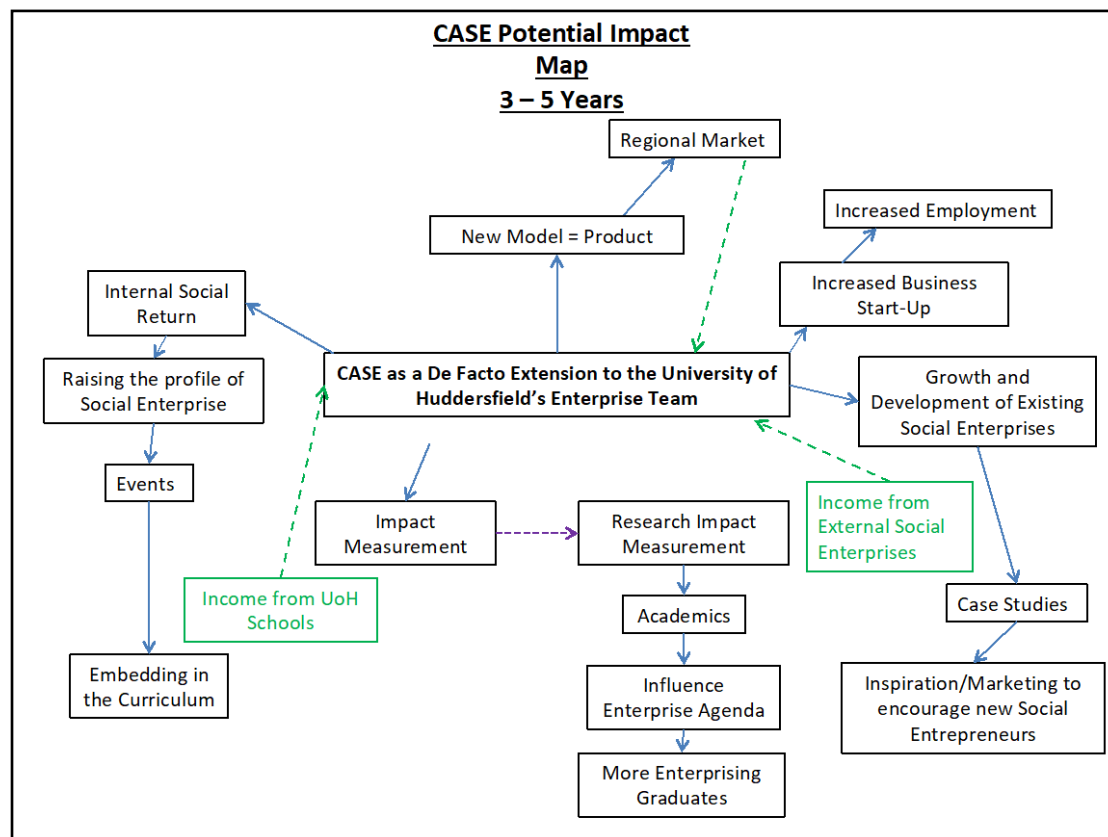 CASE Potential Impact
Map
3 – 5 Years
Regional Market
Increased Employment
New Model = Product
Internal Social
Return
Increased Business
Start-Up
Raising the profile of
Social Enterprise
CASE as a De Facto Extension to the University of
Huddersfield’s Enterprise Team
Growth and
Development of Existing
Social Enterprises
Events
Impact
Measurement
Research Impact
Measurement
Income from
External Social
Enterprises
Income from UoH
Schools
Academics
Case Studies
Embedding in
the Curriculum
Influence
Enterprise Agenda
Inspiration/Marketing to
encourage new Social
Entrepreneurs
More Enterprising
Graduates